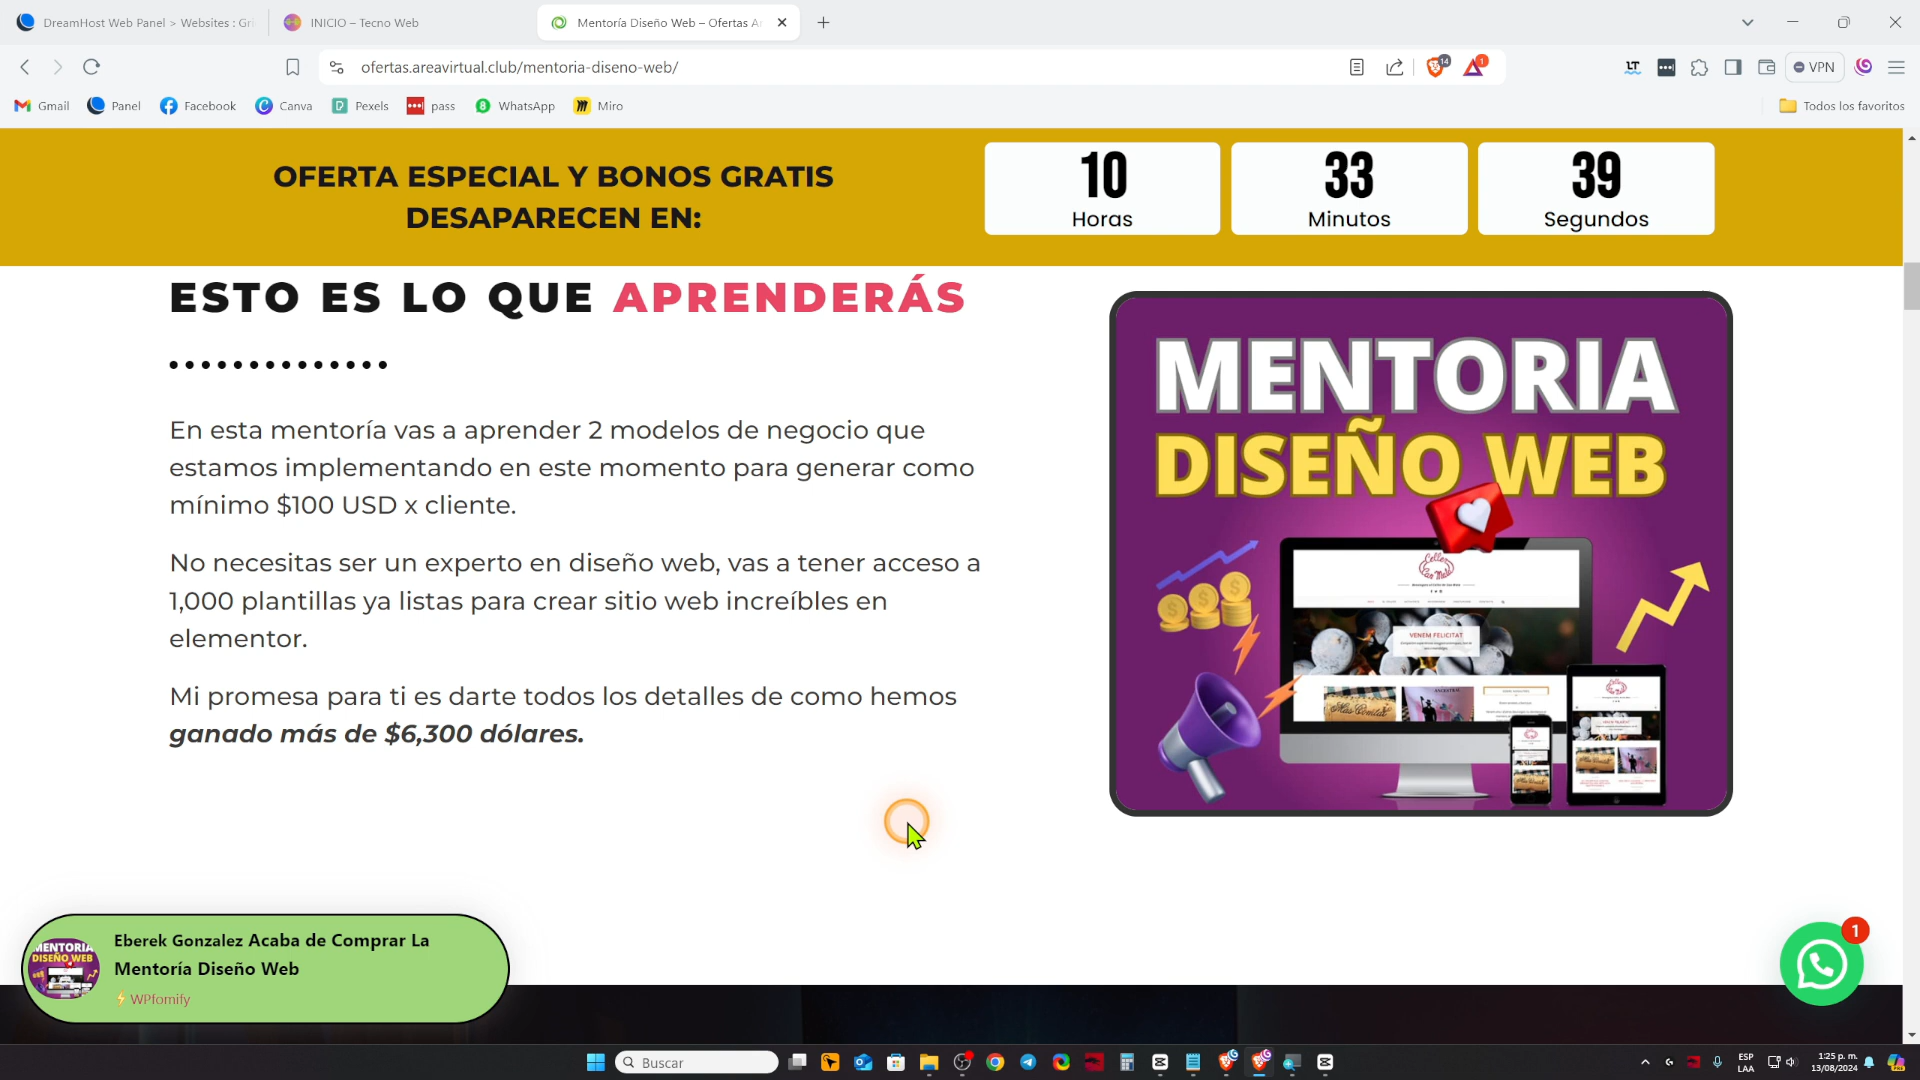 DreamHost Web Panel > Websites : Gri
INICIO – Tecno Web
Mentoría Diseño Web – Ofertas A
ofertas.areavirtual.club/mentoria-diseno-web/
14
1
LT
VPN
Gmail
Panel
Facebook
Canva
Pexels
pass
WhatsApp
Miro
Todos los favoritos
OFERTA ESPECIAL Y BONOS GRATIS
DESAPARECEN EN:
10
Horas
33
Minutos
39
Segundos
ESTO ES LO QUE APRENDERÁS
En esta mentoría vas a aprender 2 modelos de negocio que
estamos implementando en este momento para generar como
mínimo $100 USD x cliente.
No necesitas ser un experto en diseño web, vas a tener acceso a
1,000 plantillas ya listas para crear sitio web increíbles en
elementor.
Mi promesa para ti es darte todos los detalles de como hemos
ganado más de $6,300 dólares.
MENTORIA
DISEÑO WEB
VENEM FELICITAT
MENTORIA
DISEÑO WEB
Eberek Gonzalez Acaba de Comprar La
Mentoría Diseño Web
WPfomify
1
Buscar
ESP
LAA
1:25 p. m.
13/08/2024